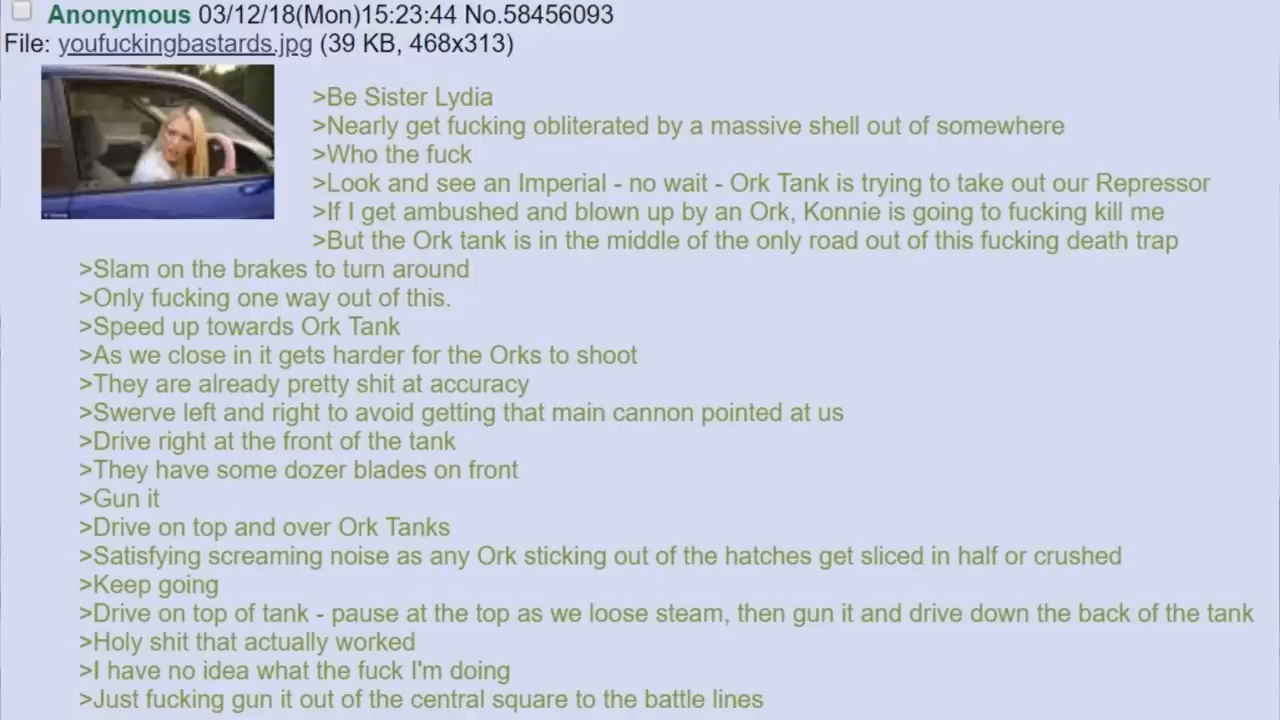 Anonymous 03/12/18(Mon)15:23:44 No.58456093
File: youfuckingbastards.jpg (39 KB, 468x313)
>Be Sister Lydia
>Nearly get fucking obliterated by a massive shell out of somewhere
>Who the fuck
>Look and see an Imperial - no wait - Ork Tank is trying to take out our Repressor
>If I get ambushed and blown up by an Ork, Konnie is going to fucking kill me
>But the Ork tank is in the middle of the only road out of this fucking death trap
>Slam on the brakes to turn around
>Only fucking one way out of this.
>Speed up towards Ork Tank
>As we close in it gets harder for the Orks to shoot
>They are already pretty shit at accuracy
>Swerve left and right to avoid getting that main cannon pointed at us
>Drive right at the front of the tank
>They have some dozer blades on front
>Gun it
>Drive on top and over Ork Tanks
>Satisfying screaming noise as any Ork sticking out of the hatches get sliced in half or crushed
>Keep going
>Drive on top of tank - pause at the top as we loose steam, then gun it and drive down the back of the tank
>Holy shit that actually worked
>I have no idea what the fuck I'm doing
>Just fucking gun it out of the central square to the battle lines